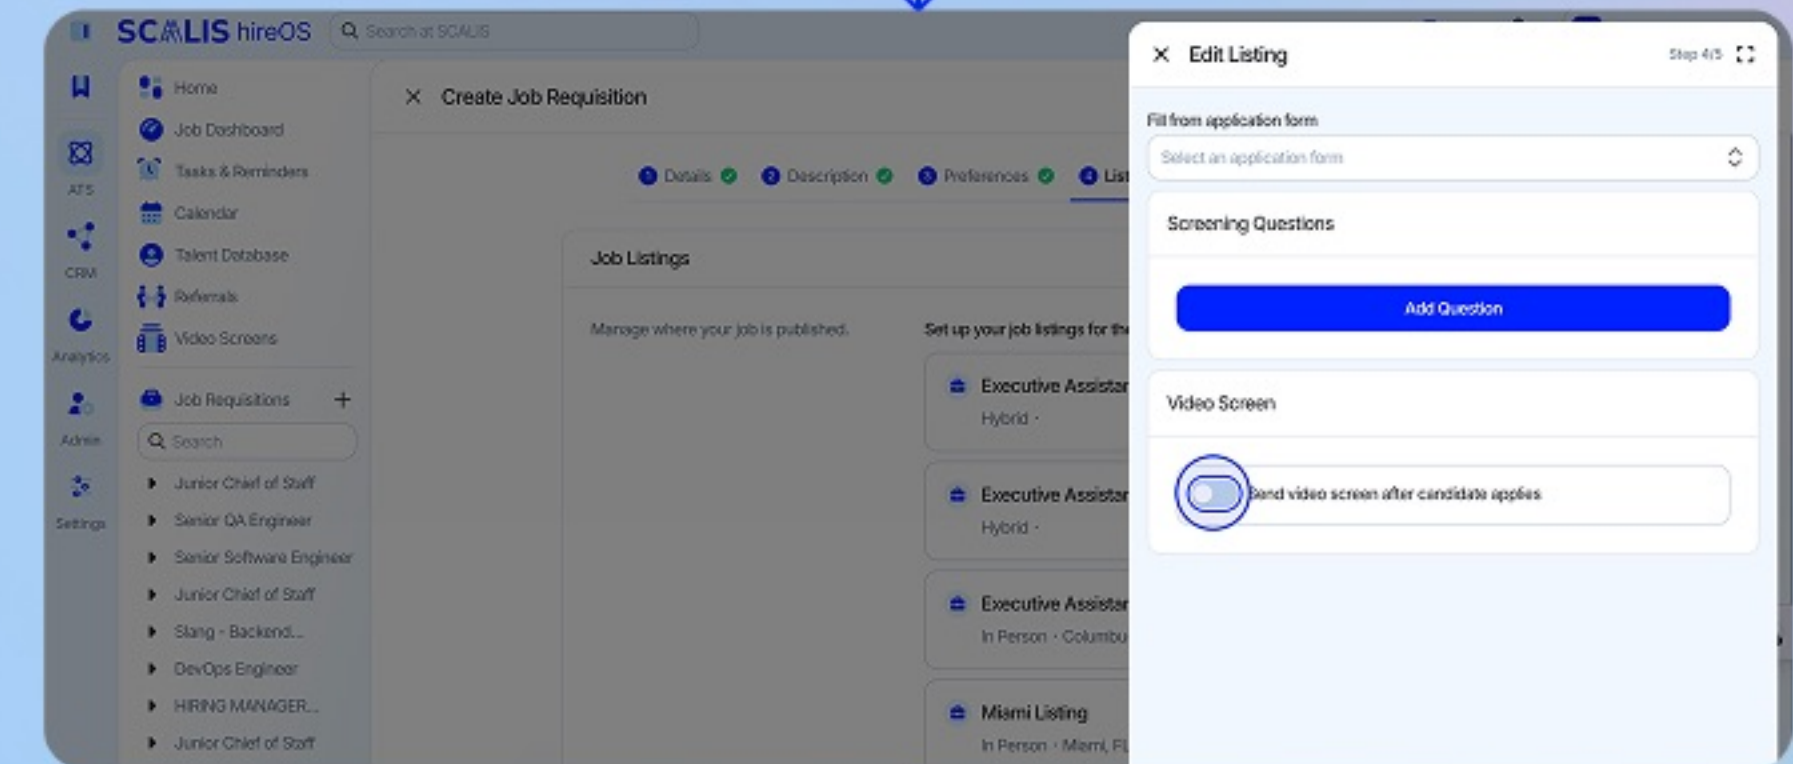 SCALIS hireOS
Search at SCALIS
ATS
CRM
Analytics
Admin
Settings
Home
Job Dashboard
Tasks & Reminders
Calendar
Talent Database
Referrals
Video Screens
Job Requisitions
Search
Junior Chief of Staff
Senior QA Engineer
Senior Software Engineer
Junior Chief of Staff
Slang - Backend...
DevOps Engineer
HIRING MANAGER...
Junior Chief of Staff
Create Job Requisition
1 Details
2 Description
3 Preferences
4 List
Job Listings
Manage where your job is published.
Set up your job listings for the
Executive Assistan
Hybrid ·
Executive Assistan
Hybrid ·
Executive Assistan
In Person · Columbu
Miami Listing
In Person · Miami, FL
Edit Listing
Step 4/5
Fill from application form
Select an application form
Screening Questions
Add Question
Video Screen
Send video screen after candidate applies